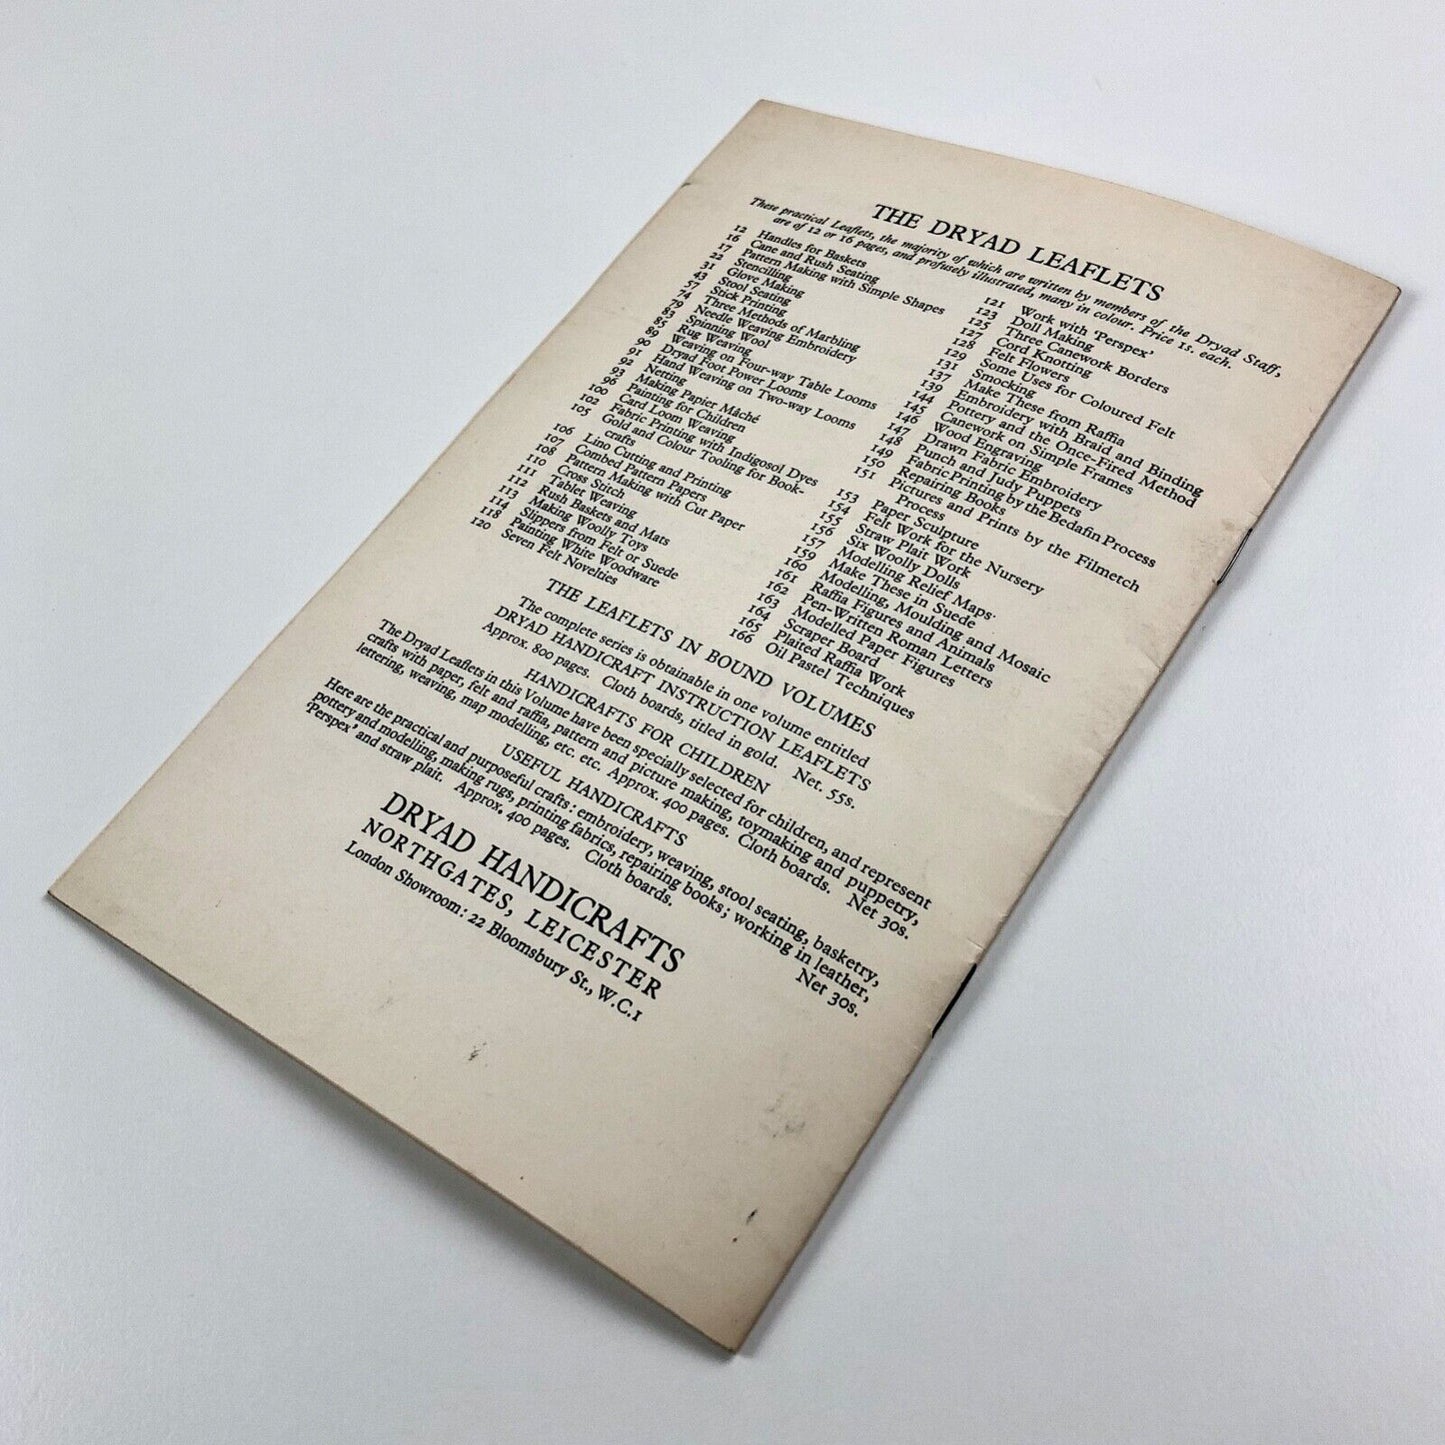 THE DRYAD LEAFLETS
These practical Leaflets, the majority of which are written by members of the Dryad Staff,
are of 12 or 16 pages, and profusely illustrated, many in colour. Price 1s. each.
12 Handles for Baskets
16 Cane and Rush Seating
17 Pattern Making with Simple Shapes
22 Stencilling
31 Glove Making
43 Stool Seating
57 Stick Printing
74 Three Methods of Marbling
79 Needle Weaving Embroidery
83 Spinning Wool
85 Rug Weaving
89 Weaving on Four-way Table Looms
90 Dryad Foot Power Looms
91 Hand Weaving on Two-way Looms
92 Netting
93 Making Papier Mâché
96 Painting for Children
100 Card Loom Weaving
102 Fabric Printing with Indigosol Dyes
105 Gold and Colour Tooling for Book-
crafts
106 Lino Cutting and Printing
107 Combed Pattern Papers
108 Pattern Making with Cut Paper
110 Cross Stitch
111 Tablet Weaving
112 Rush Baskets and Mats
113 Making Woolly Toys
114 Slippers from Felt or Suede
118 Painting White Woodware
120 Seven Felt Novelties
121 Work with 'Perspex'
123 Doll Making
125 Three Canework Borders
127 Cord Knotting
128 Felt Flowers
129 Some Uses for Coloured Felt
131 Smocking
137 Make These from Raffia
139 Embroidery with Braid and Binding
144 Pottery and the Once-Fired Method
145 Canework on Simple Frames
146 Wood Engraving
147 Drawn Fabric Embroidery
148 Punch and Judy Puppets
149 Fabric Printing by the Bedafin Process
150 Repairing Books
151 Pictures and Prints by the Filmetch
Process
153 Paper Sculpture
154 Felt Work for the Nursery
155 Straw Plait Work
156 Six Woolly Dolls
157 Modelling Relief Maps
159 Make These in Suede
160 Modelling, Moulding and Mosaic
161 Raffia Figures and Animals
162 Pen-Written Roman Letters
163 Modelled Paper Figures
164 Scraper Board
165 Plaited Raffia Work
166 Oil Pastel Techniques
THE LEAFLETS IN BOUND VOLUMES
The complete series is obtainable in one volume entitled
DRYAD HANDICRAFT INSTRUCTION LEAFLETS
Approx. 800 pages. Cloth boards, titled in gold. Net. 55s.
HANDICRAFTS FOR CHILDREN
The Dryad Leaflets in this Volume have been specially selected for children, and represent
crafts with paper, felt and raffia, pattern and picture making, toymaking and puppetry,
lettering, weaving, map modelling, etc. etc. Approx. 400 pages. Cloth boards. Net 30s.
USEFUL HANDICRAFTS
Here are the practical and purposeful crafts: embroidery, weaving, stool seating, basketry,
pottery and modelling, making rugs, printing fabrics, repairing books; working in leather,
'Perspex' and straw plait. Approx. 400 pages. Cloth boards. Net 30s.
DRYAD HANDICRAFTS
NORTHGATES, LEICESTER
London Showroom: 22 Bloomsbury St., W.C.1